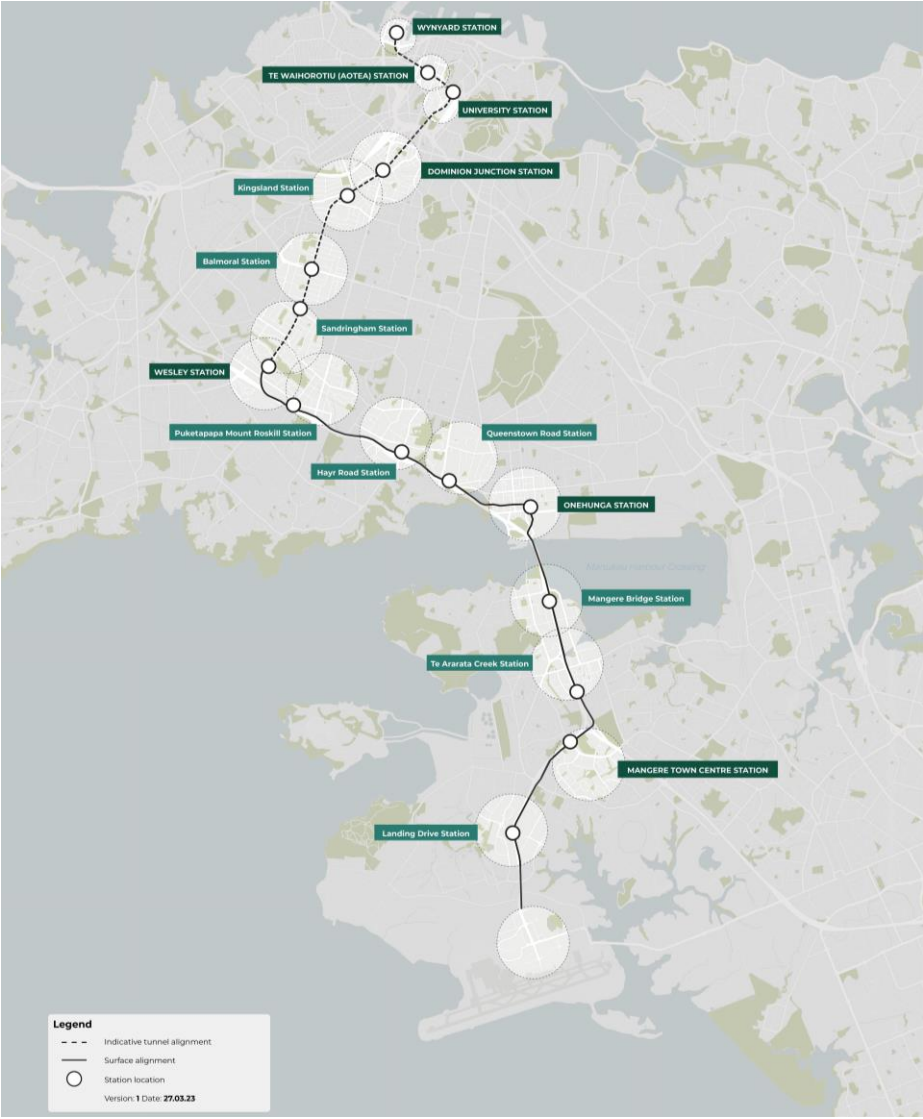 WYNYARD STATION
TE WAIHOROTIU (AOTEA) STATION
UNIVERSITY STATION
DOMINION JUNCTION STATION
Kingsland Station
Balmoral Station
Sandringham Station
WESLEY STATION
Puketapapa Mount Roskill Station
Queenstown Road Station
Hayr Road Station
ONEHUNGA STATION
Manukau Harbour Crossing
Mangere Bridge Station
Te Ararata Creek Station
MANGERE TOWN CENTRE STATION
Landing Drive Station
Legend
Indicative tunnel alignment
Surface alignment
Station location
Version: 1 Date: 27.03.23